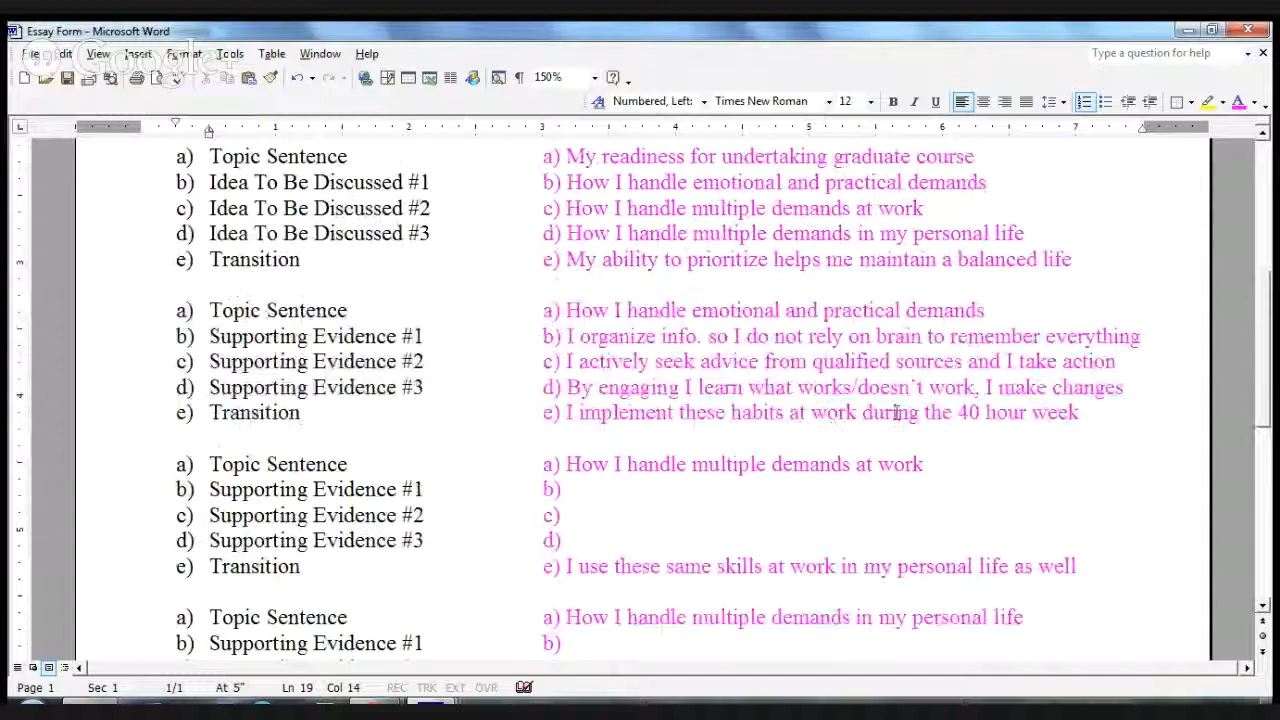 Essay Form - Microsoft Word
File Edit View Insert Format Tools Table Window Help Type a question for help
Google+
150%
Numbered, Left: Times New Roman 12 B I U
1 2 3 4 5 6 7
a) Topic Sentence a) My readiness for undertaking graduate course
b) Idea To Be Discussed #1 b) How I handle emotional and practical demands
c) Idea To Be Discussed #2 c) How I handle multiple demands at work
d) Idea To Be Discussed #3 d) How I handle multiple demands in my personal life
e) Transition e) My ability to prioritize helps me maintain a balanced life
a) Topic Sentence a) How I handle emotional and practical demands
b) Supporting Evidence #1 b) I organize info. so I do not rely on brain to remember everything
c) Supporting Evidence #2 c) I actively seek advice from qualified sources and I take action
d) Supporting Evidence #3 d) By engaging I learn what works/doesn't work, I make changes
e) Transition e) I implement these habits at work during the 40 hour week
a) Topic Sentence a) How I handle multiple demands at work
b) Supporting Evidence #1 b)
c) Supporting Evidence #2 c)
d) Supporting Evidence #3 d)
e) Transition e) I use these same skills at work in my personal life as well
a) Topic Sentence a) How I handle multiple demands in my personal life
b) Supporting Evidence #1 b)
Page 1 Sec 1 1/1 At 5" Ln 19 Col 14 REC TRK EXT OVR